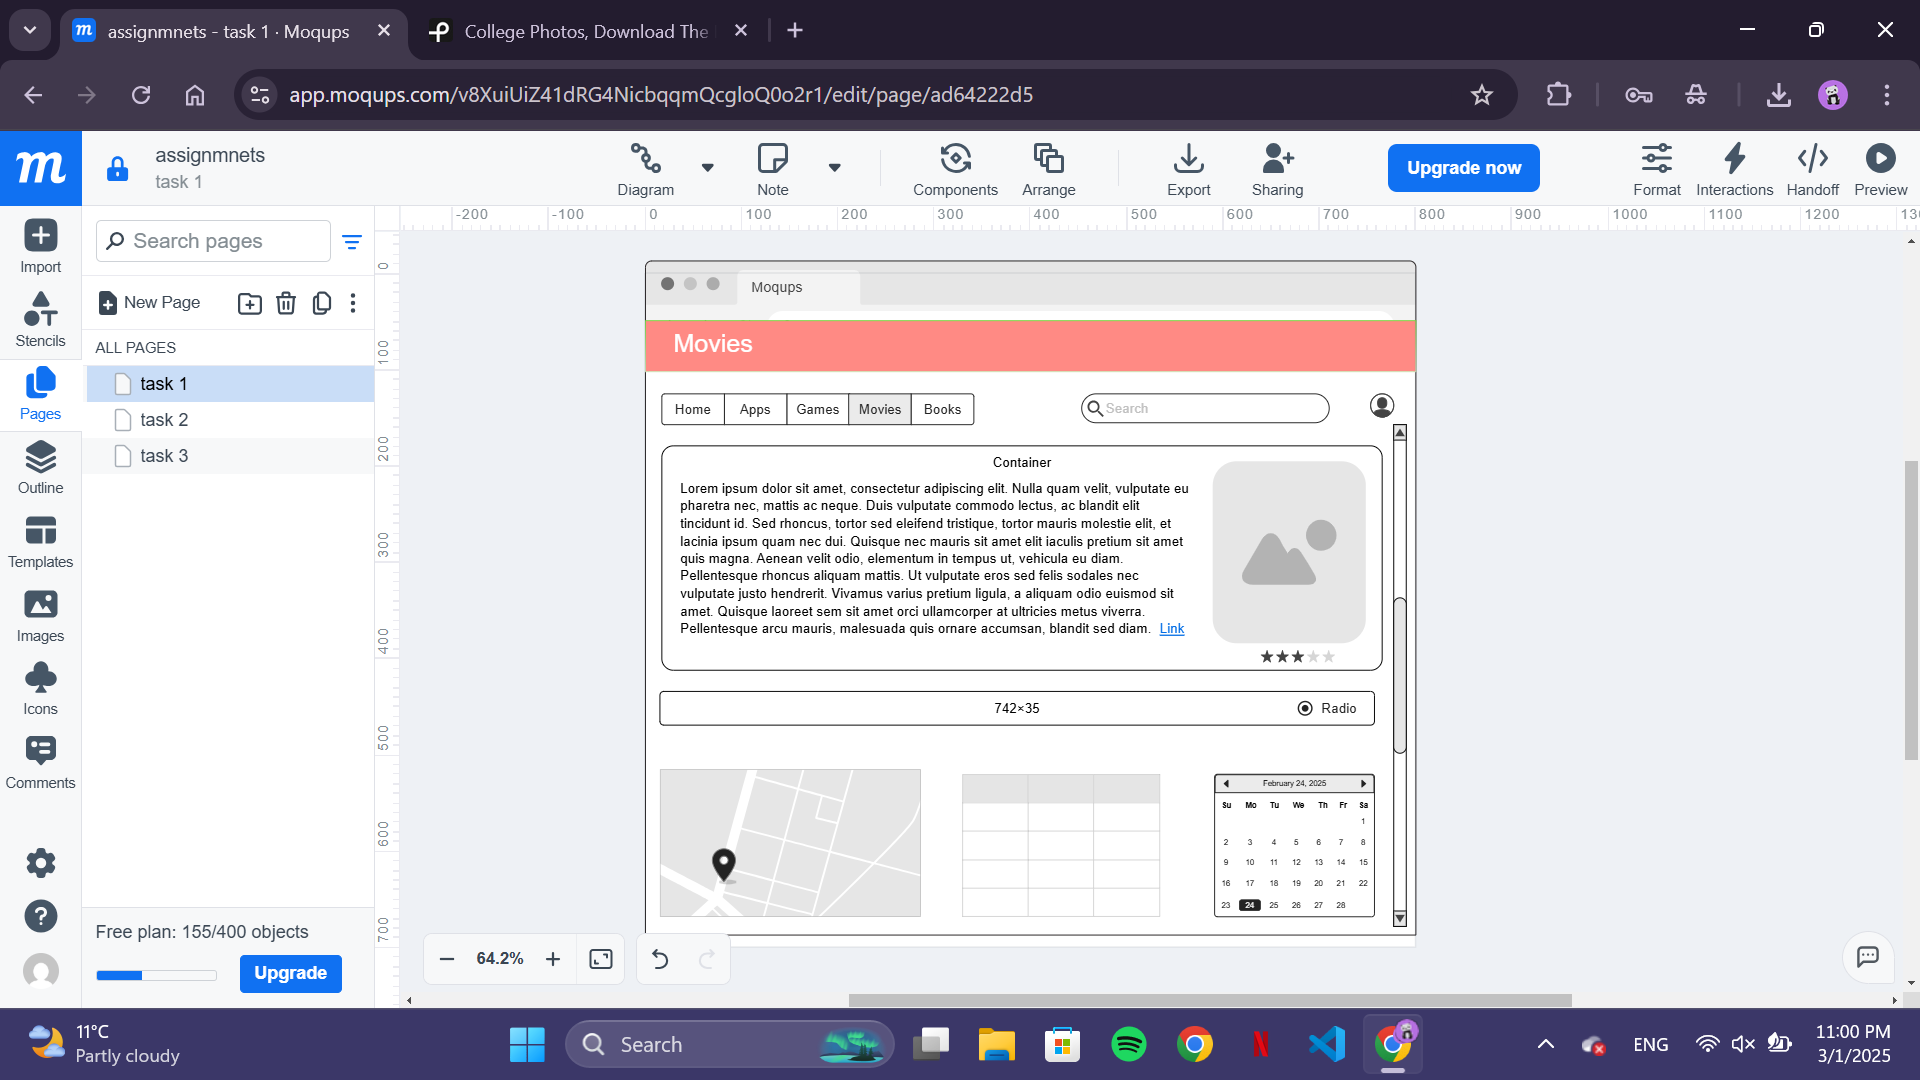 assignmnets - task 1 · Moqups
College Photos, Download The
app.moqups.com/v8XuiUiZ41dRG4NicbqqmQcgloQ0o2r1/edit/page/ad64222d5
m
assignmnets
task 1
Diagram
Note
Components
Arrange
Export
Sharing
Upgrade now
Format
Interactions
Handoff
Preview
Import
Stencils
Pages
Outline
Templates
Images
Icons
Comments
Search pages
New Page
ALL PAGES
task 1
task 2
task 3
Free plan: 155/400 objects
Upgrade
-200 -100 0 100 200 300 400 500 600 700 800 900 1000 1100 1200
0 100 200 300 400 500 600 700
Moqups
Movies
Home Apps Games Movies Books
Search
Container
Lorem ipsum dolor sit amet, consectetur adipiscing elit. Nulla quam velit, vulputate eu
pharetra nec, mattis ac neque. Duis vulputate commodo lectus, ac blandit elit
tincidunt id. Sed rhoncus, tortor sed eleifend tristique, tortor mauris molestie elit, et
lacinia ipsum quam nec dui. Quisque nec mauris sit amet elit iaculis pretium sit amet
quis magna. Aenean velit odio, elementum in tempus ut, vehicula eu diam.
Pellentesque rhoncus aliquam mattis. Ut vulputate eros sed felis sodales nec
vulputate justo hendrerit. Vivamus varius pretium ligula, a aliquam odio euismod sit
amet. Quisque laoreet sem sit amet orci ullamcorper at ultricies metus viverra.
Pellentesque arcu mauris, malesuada quis ornare accumsan, blandit sed diam. Link
742×35
Radio
February 24, 2025
Su Mo Tu We Th Fr Sa
1
2 3 4 5 6 7 8
9 10 11 12 13 14 15
16 17 18 19 20 21 22
23 24 25 26 27 28
64.2%
11°C
Partly cloudy
Search
ENG
11:00 PM
3/1/2025